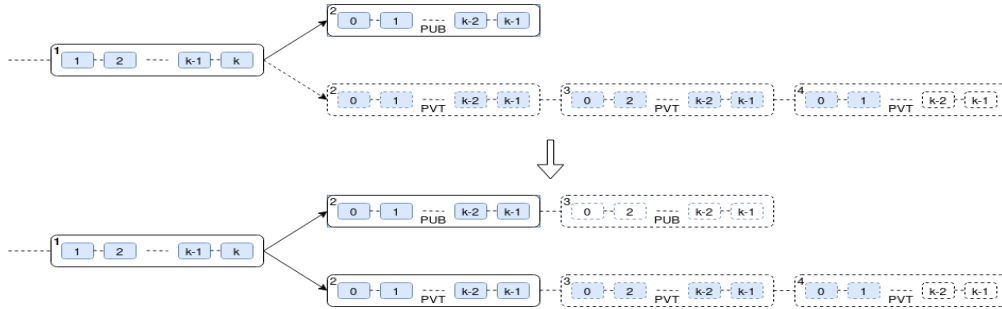 2
0 1 k-2 k-1
PUB
1
1 2 k-1 k
2 3 4
0 1 k-2 k-1 0 2 k-2 k-1 0 1 k-2 k-1
PVT PVT PVT
2 3
0 1 k-2 k-1 0 2 k-2 k-1
PUB PUB
1
1 2 k-1 k
2 3 4
0 1 k-2 k-1 0 2 k-2 k-1 0 1 k-2 k-1
PVT PVT PVT